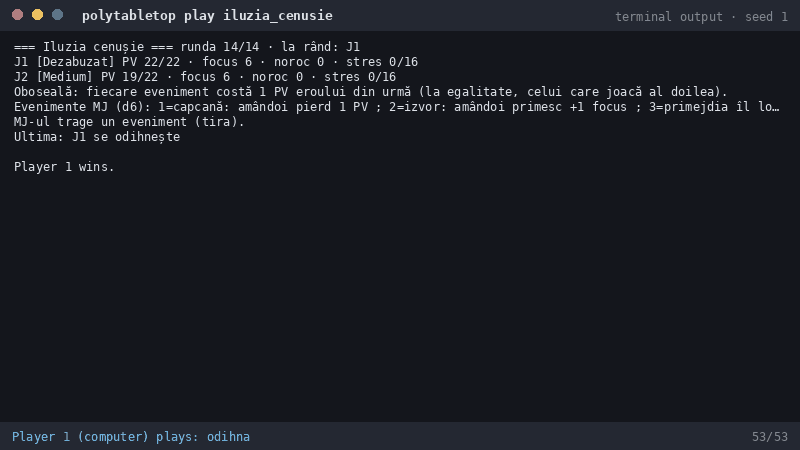 polytabletop play iluzia_cenusie
terminal output · seed 1
=== Iluzia cenușie === runda 14/14 · la rând: J1
J1 [Dezabuzat] PV 22/22 · focus 6 · noroc 0 · stres 0/16
J2 [Medium] PV 19/22 · focus 6 · noroc 0 · stres 0/16
Oboseală: fiecare eveniment costă 1 PV eroului din urmă (la egalitate, celui care joacă al doilea).
Evenimente MJ (d6): 1=capcană: amândoi pierd 1 PV ; 2=izvor: amândoi primesc +1 focus ; 3=primejdia îl lo…
MJ-ul trage un eveniment (tira).
Ultima: J1 se odihnește
Player 1 wins.
Player 1 (computer) plays: odihna
53/53